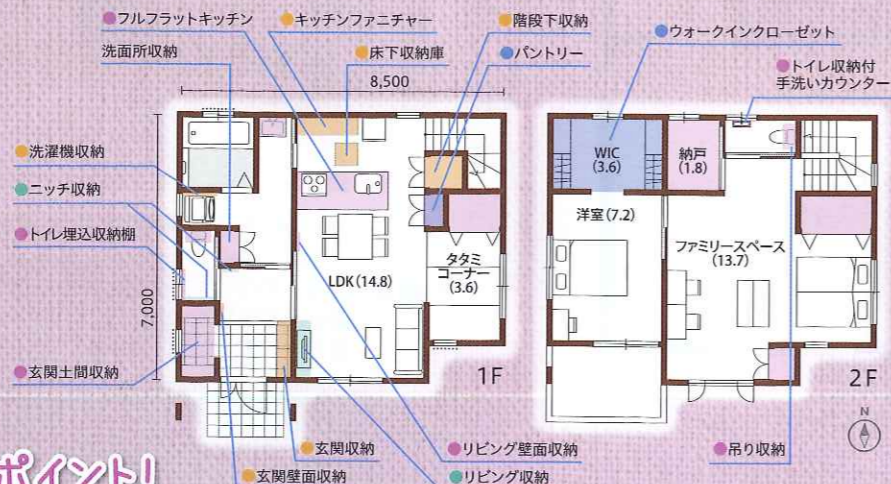 ●フルフラットキッチン
●キッチンファニチャー
●階段下収納
●ウォークインクローゼット
洗面所収納
●床下収納庫
●パントリー
●トイレ収納付
手洗いカウンター
8,500
●洗濯機収納
●ニッチ収納
●トイレ埋込収納棚
7,000
●玄関土間収納
LDK(14.8)
タタミ
コーナー
(3.6)
1F
WIC
(3.6)
納戸
(1.8)
洋室(7.2)
ファミリースペース
(13.7)
2F
N
●玄関収納
●リビング壁面収納
●吊り収納
●玄関壁面収納
●リビング収納
ポイント!